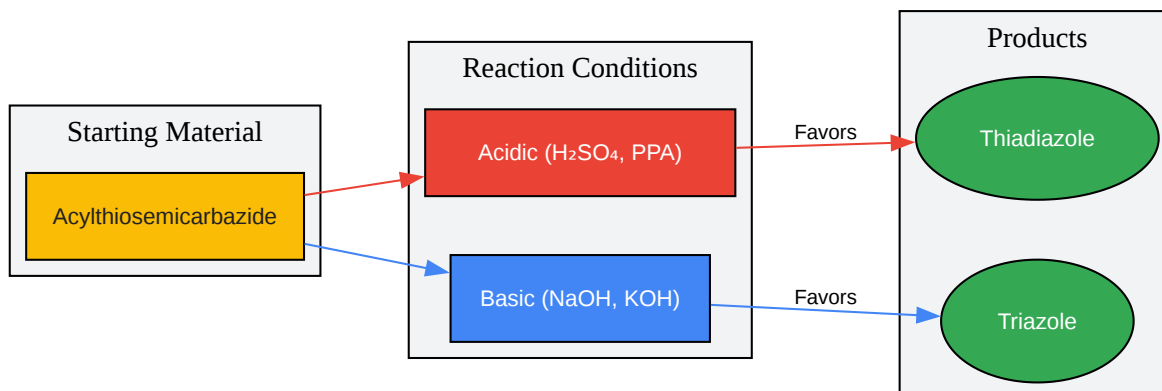 Starting Material
Acylthiosemicarbazide
Reaction Conditions
Acidic (H₂SO₄, PPA)
Basic (NaOH, KOH)
Favors
Favors
Products
Thiadiazole
Triazole